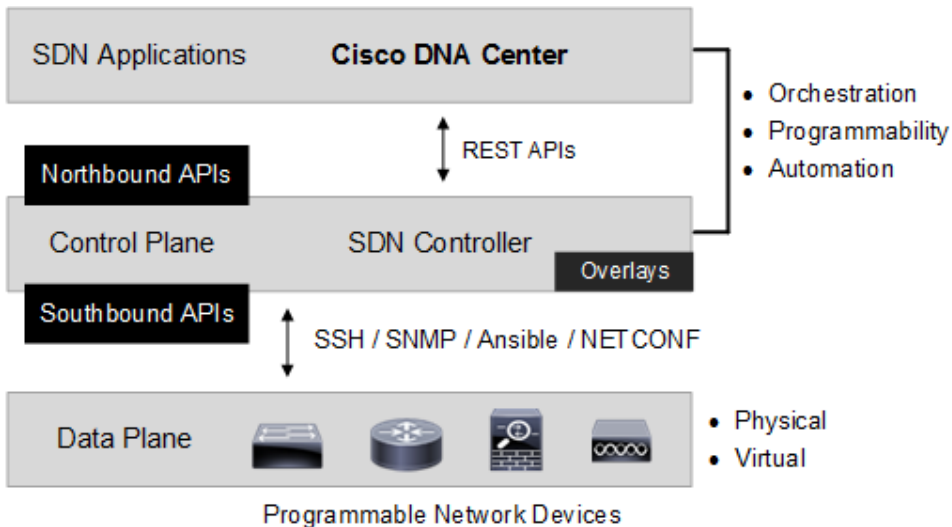 SDN Applications Cisco DNA Center
• Orchestration
• Programmability
• Automation
REST APIs
Northbound APIs
Control Plane SDN Controller
Overlays
Southbound APIs
SSH / SNMP / Ansible / NETCONF
Data Plane
• Physical
• Virtual
Programmable Network Devices